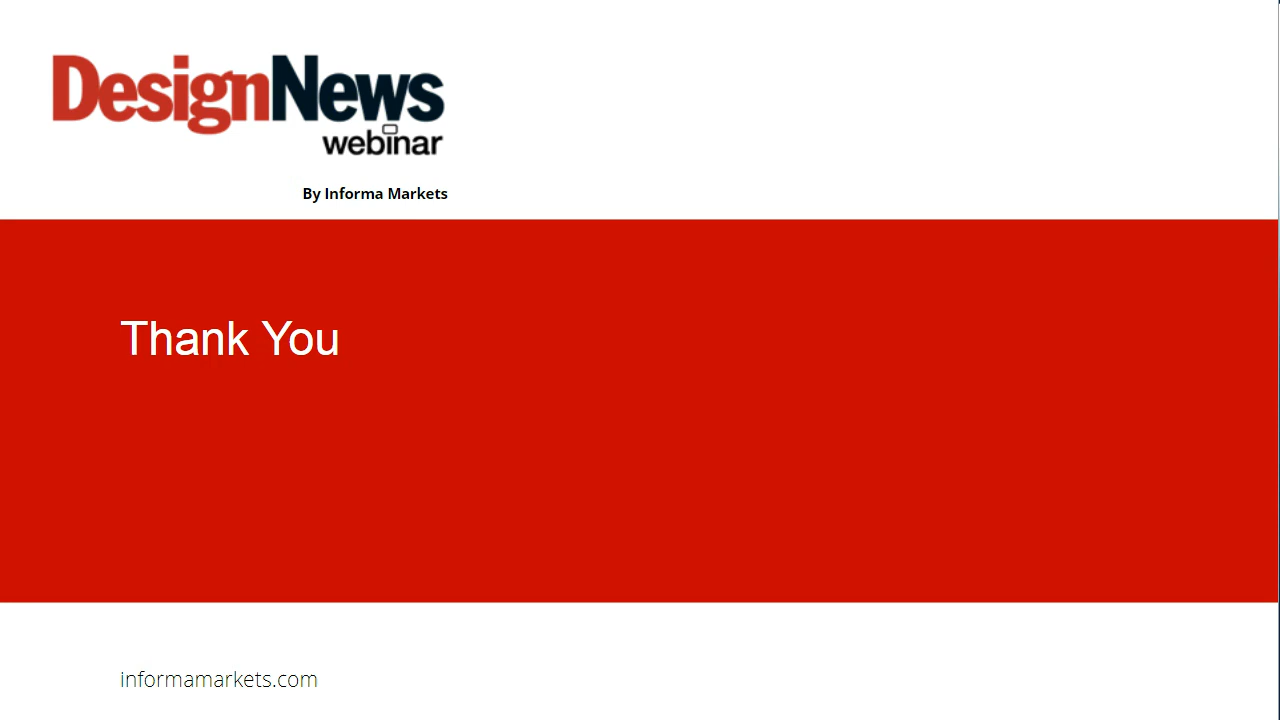 DesignNews
webinar
By Informa Markets
Thank You
informamarkets.com